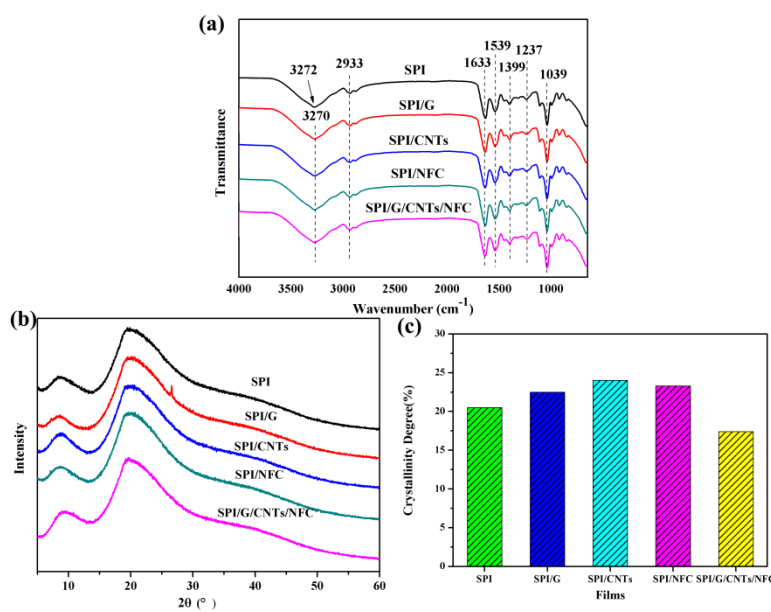 (a)
3272
3270
2933
1633
1539
1399
1237
1039
SPI
SPI/G
SPI/CNTs
SPI/NFC
SPI/G/CNTs/NFC
Transmittance
4000 3500 3000 2500 2000 1500 1000
Wavenumber (cm⁻¹)
(b)
SPI
SPI/G
SPI/CNTs
SPI/NFC
SPI/G/CNTs/NFC
Intensity
10 20 30 40 50 60
2θ (°)
(c)
30
25
20
15
10
5
0
Crystallinity Degree(%)
SPI SPI/G SPI/CNTs SPI/NFC SPI/G/CNTs/NFC
Films